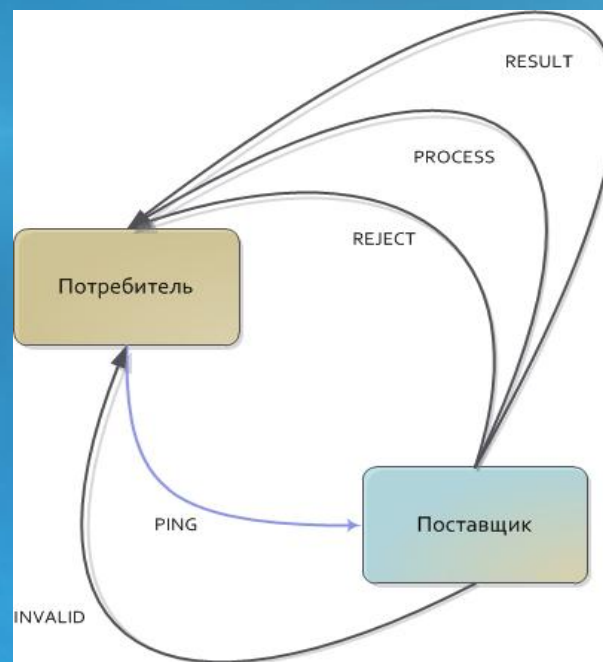 RESULT
PROCESS
REJECT
Потребитель
Поставщик
PING
INVALID